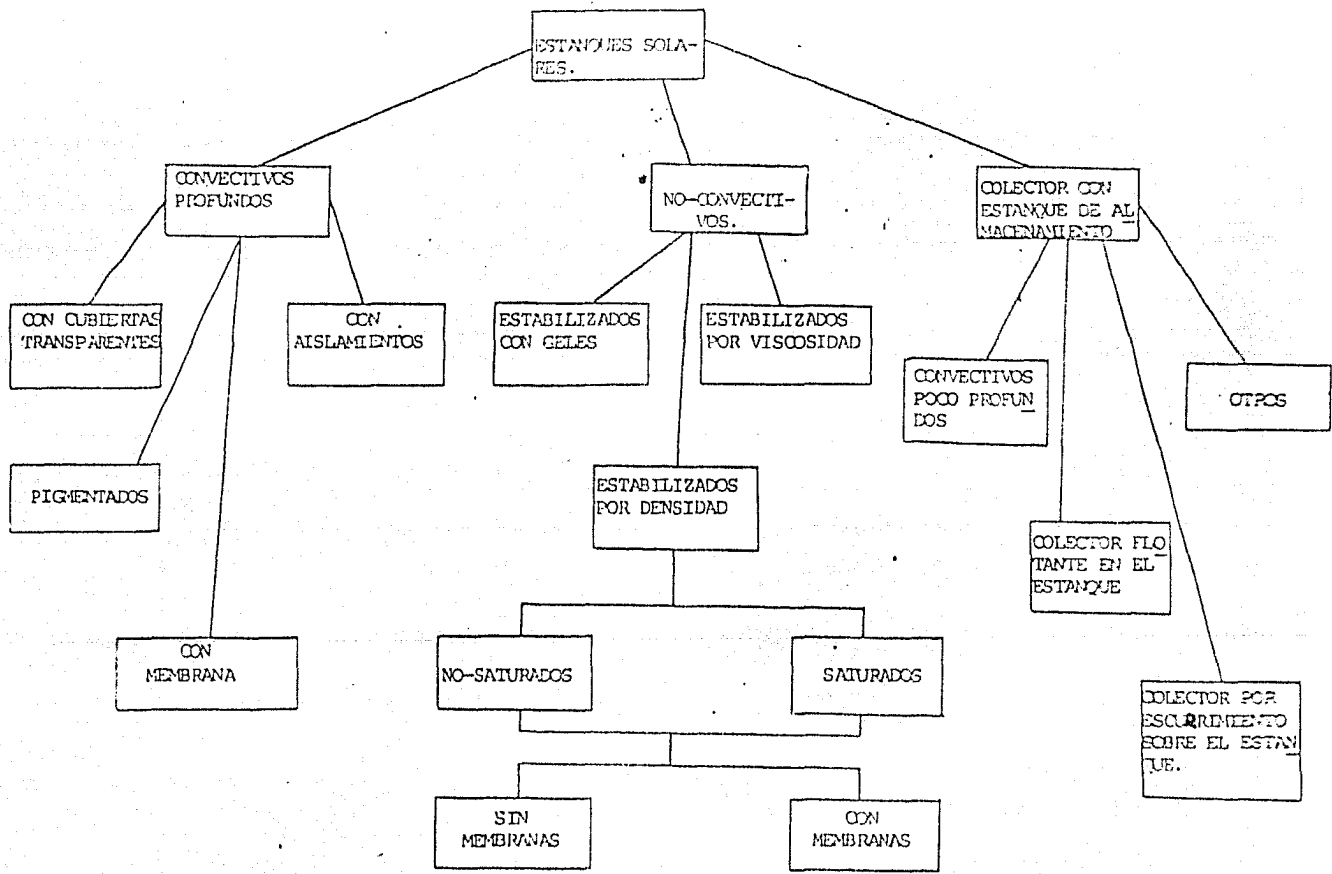 ESTANQUES SOLA-
RES.
CONVECTIVOS
PROFUNDOS
NO-CONVECTI-
VOS.
COLECTOR CON
ESTANQUE DE AL
MACENAMIENTO
CON CUBIERTAS
TRANSPARENTES
CON
AISLAMIENTOS
ESTABILIZADOS
CON GELES
ESTABILIZADOS
POR VISCOSIDAD
CONVECTIVOS
POCO PROFUN
DOS
OTROS
PIGMENTADOS
ESTABILIZADOS
POR DENSIDAD
COLECTOR FLO
TANTE EN EL
ESTANQUE
CON
MEMBRANA
NO-SATURADOS
SATURADOS
COLECTOR POR
ESCURRIMIENTO
SOBRE EL ESTAN
QUE.
SIN
MEMBRANAS
CON
MEMBRANAS